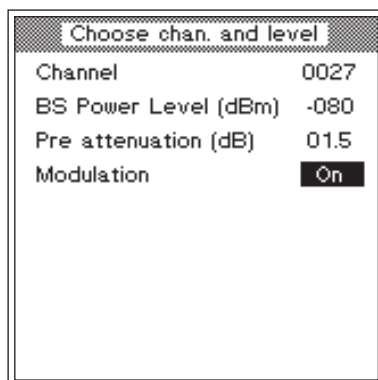 Choose chan. and level
Channel 0027
BS Power Level (dBm) -080
Pre attenuation (dB) 01.5
Modulation On